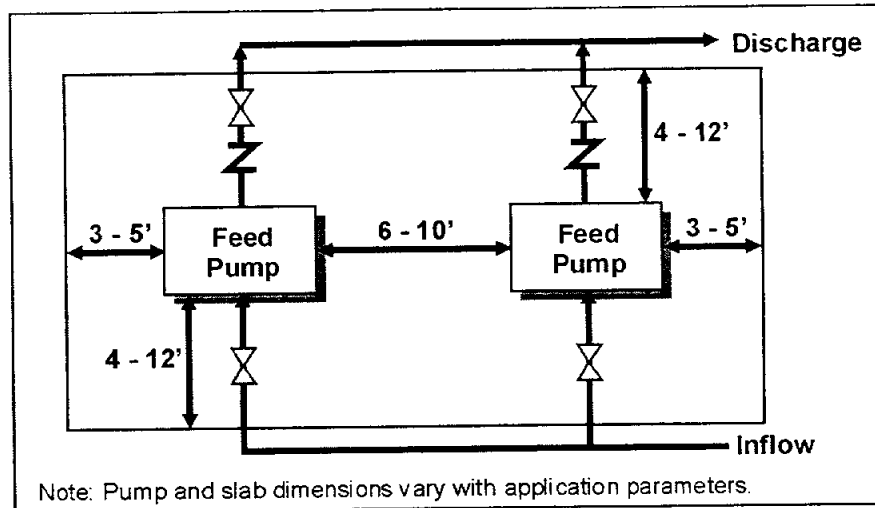 Discharge
4 - 12'
3 - 5'
Feed
Pump
6 - 10'
Feed
Pump
3 - 5'
4 - 12'
Inflow
Note: Pump and slab dimensions vary with application parameters.